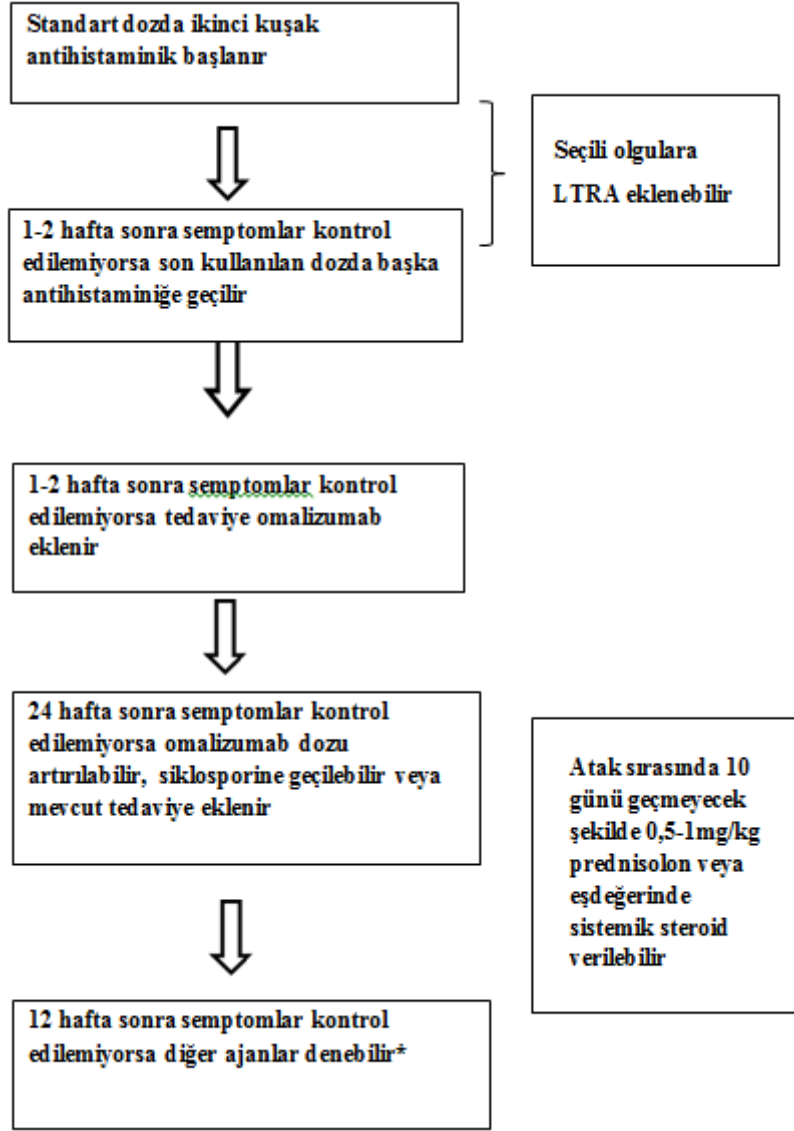 Standart dozda ikinci kuşak
antihistaminik başlanır
Seçili olgulara
LTRA eklenebilir
1-2 hafta sonra semptomlar kontrol
edilemiyorsa son kullanılan dozda başka
antihistaminiğe geçilir
1-2 hafta sonra semptomlar kontrol
edilemiyorsa tedaviye omalizumab
eklenir
24 hafta sonra semptomlar kontrol
edilemiyorsa omalizumab dozu
artırılabilir, siklosporine geçilebilir veya
mevcut tedaviye eklenir
Atak sırasında 10
günü geçmeyecek
şekilde 0,5-1mg/kg
prednisolon veya
eşdeğerinde
sistemik steroid
verilebilir
12 hafta sonra semptomlar kontrol
edilemiyorsa diğer ajanlar denebilir*